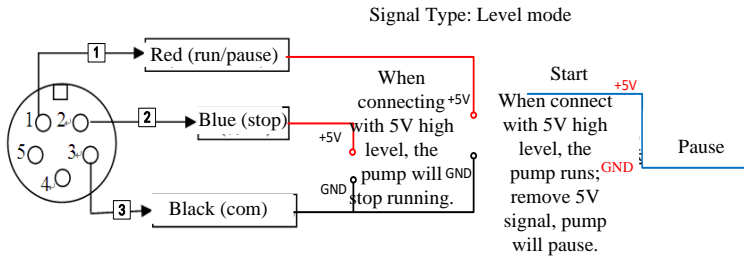 Signal Type: Level mode
1
Red (run/pause)
2
Blue (stop)
3
Black (com)
1
2
5
3
4
When
connecting
with 5V high
level, the
pump will
stop running.
+5V
GND
+5V
GND
Start
When connect
with 5V high
level, the
pump runs;
remove 5V
signal, pump
will pause.
+5V
GND
Pause